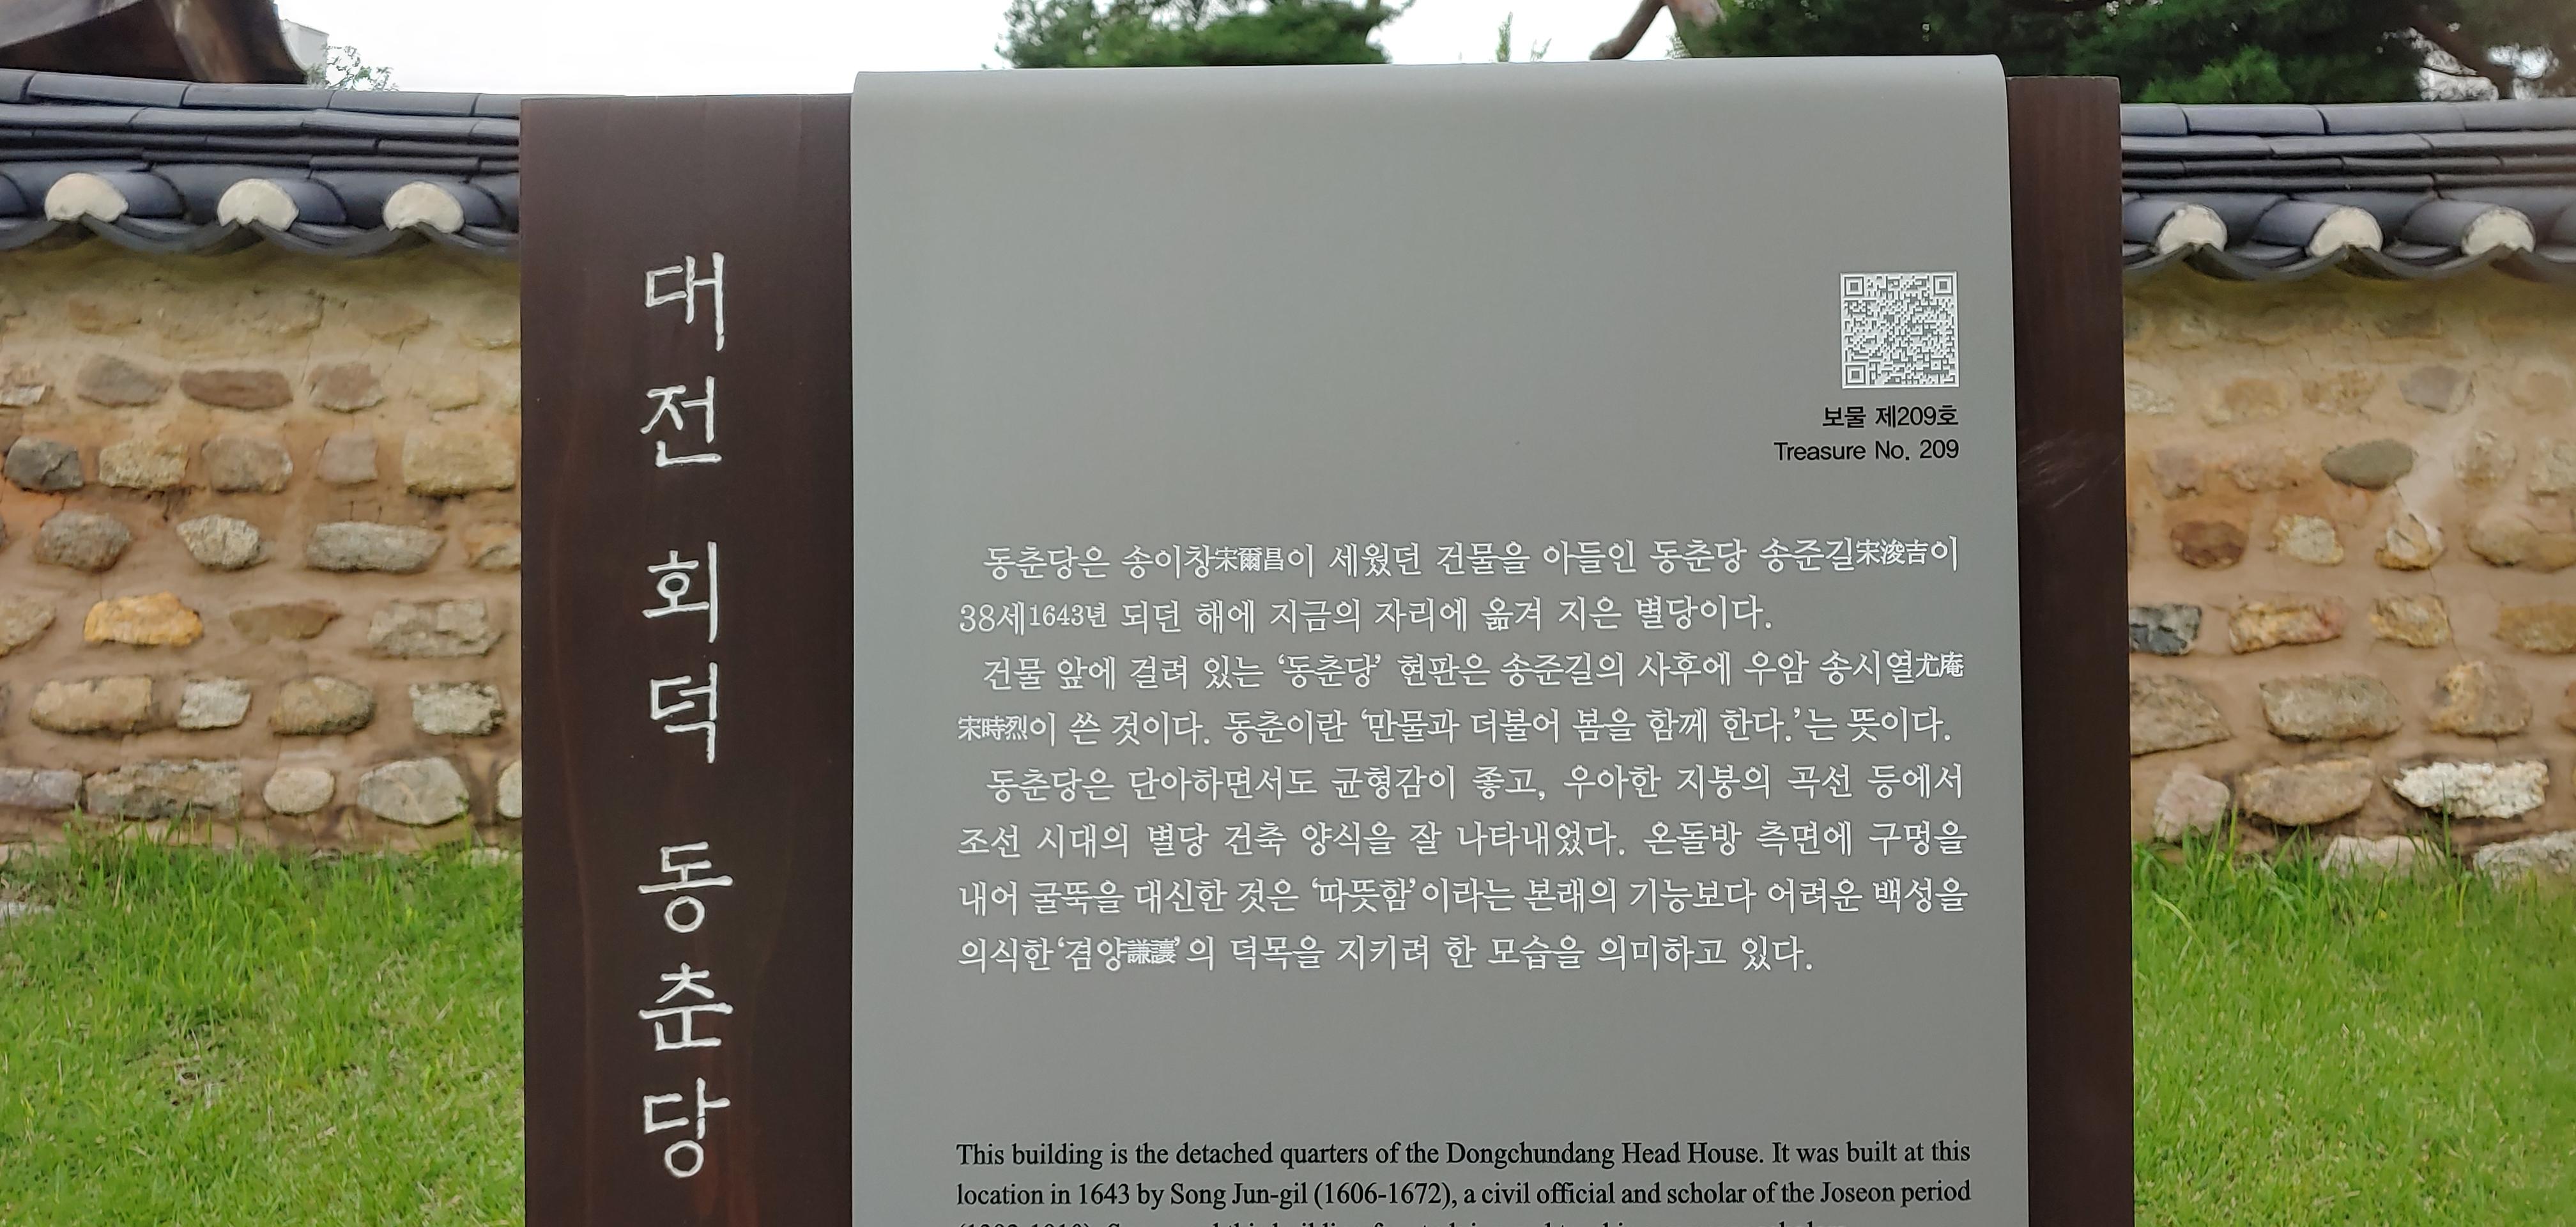 대전 회덕 동춘당
보물 제209호
Treasure No. 209
동춘당은 송이창宋爾昌이 세웠던 건물을 아들인 동춘당 송준길宋浚吉이
38세1643년 되던 해에 지금의 자리에 옮겨 지은 별당이다.
건물 앞에 걸려 있는 ‘동춘당’ 현판은 송준길의 사후에 우암 송시열尤庵
宋時烈이 쓴 것이다. 동춘이란 ‘만물과 더불어 봄을 함께 한다.’는 뜻이다.
동춘당은 단아하면서도 균형감이 좋고, 우아한 지붕의 곡선 등에서
조선 시대의 별당 건축 양식을 잘 나타내었다. 온돌방 측면에 구멍을
내어 굴뚝을 대신한 것은 ‘따뜻함’이라는 본래의 기능보다 어려운 백성을
의식한 ‘겸양謙讓’의 덕목을 지키려 한 모습을 의미하고 있다.
This building is the detached quarters of the Dongchundang Head House. It was built at this
location in 1643 by Song Jun-gil (1606-1672), a civil official and scholar of the Joseon period